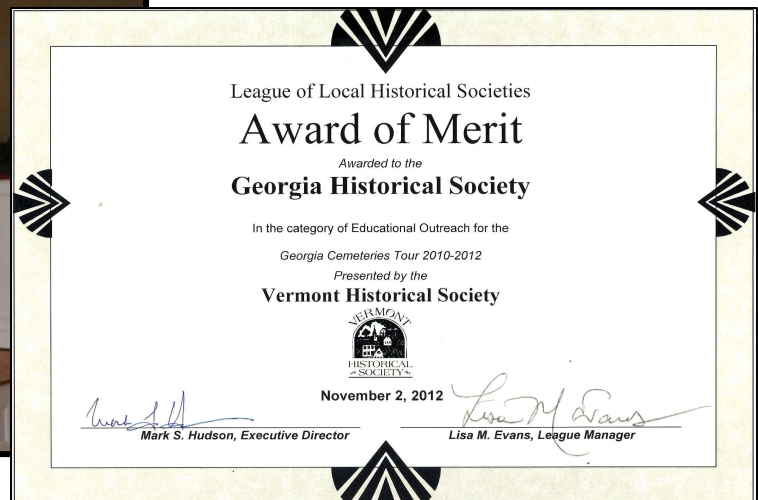 League of Local Historical Societies
Award of Merit
Awarded to the
Georgia Historical Society
In the category of Educational Outreach for the
Georgia Cemeteries Tour 2010-2012
Presented by the
Vermont Historical Society
VERMONT
HISTORICAL
SOCIETY
November 2, 2012
Lisa M Evans
Mark S. Hudson, Executive Director
Lisa M. Evans, League Manager